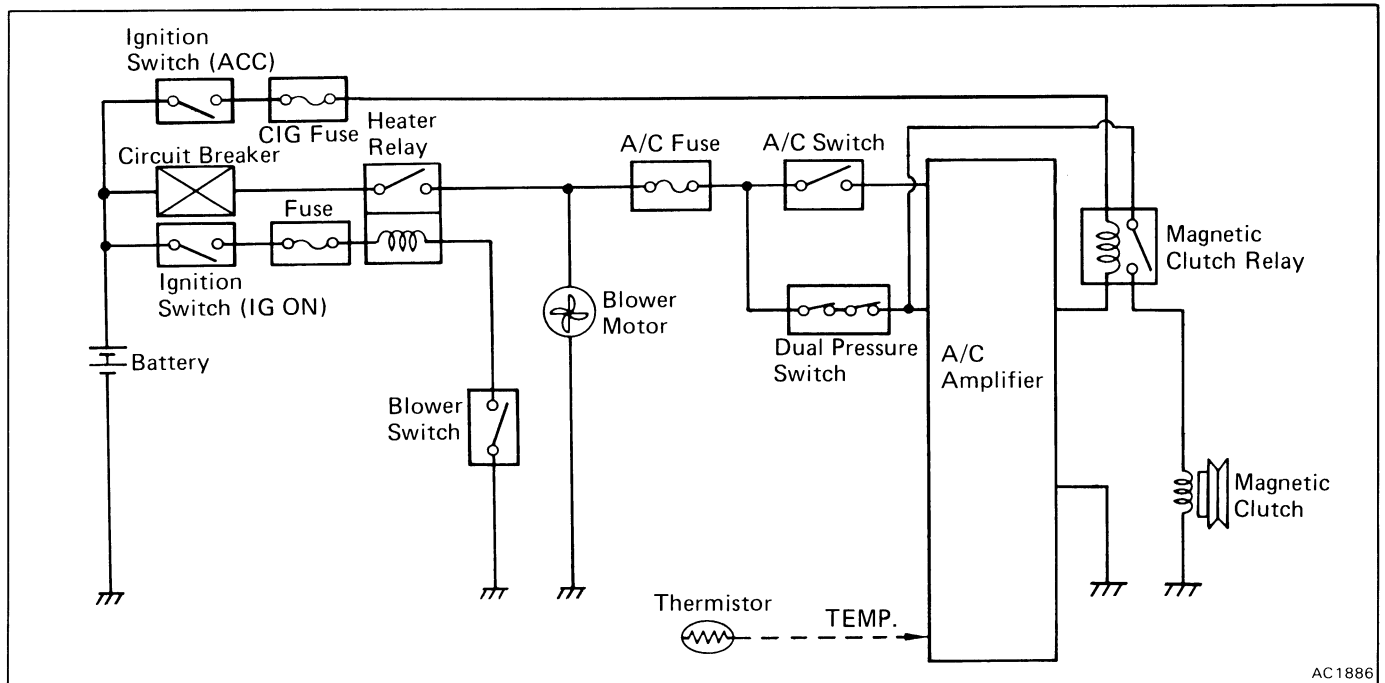 Ignition
Switch (ACC)
CIG Fuse
Heater
Relay
Circuit Breaker
Fuse
Ignition
Switch (IG ON)
Battery
Blower
Switch
Blower
Motor
A/C Fuse
A/C Switch
Dual Pressure
Switch
A/C
Amplifier
Magnetic
Clutch Relay
Magnetic
Clutch
Thermistor
TEMP.
AC1886